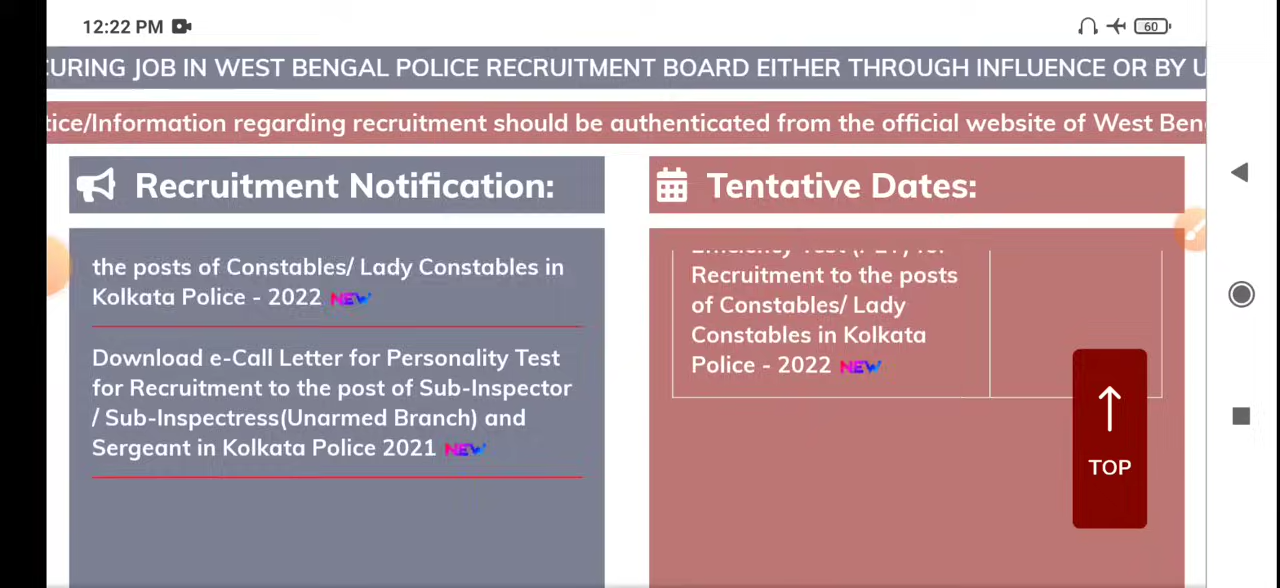 12:22 PM
60
URING JOB IN WEST BENGAL POLICE RECRUITMENT BOARD EITHER THROUGH INFLUENCE OR BY U
tice/Information regarding recruitment should be authenticated from the official website of West Ben
Recruitment Notification:
the posts of Constables/ Lady Constables in
Kolkata Police - 2022 NEW
Download e-Call Letter for Personality Test
for Recruitment to the post of Sub-Inspector
/ Sub-Inspectress(Unarmed Branch) and
Sergeant in Kolkata Police 2021 NEW
Tentative Dates:
Efficiency Test (PET) for
Recruitment to the posts
of Constables/ Lady
Constables in Kolkata
Police - 2022 NEW
TOP